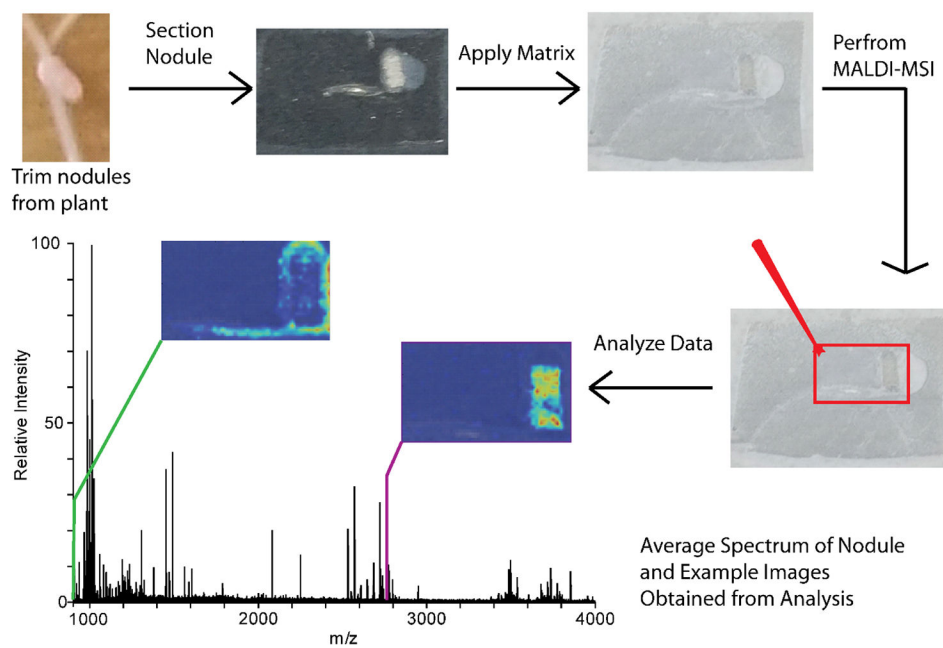 Section
Nodule
Apply Matrix
Perfrom
MALDI-MSI
Trim nodules
from plant
100
50
0
Relative Intensity
1000
2000
3000
4000
m/z
Analyze Data
Average Spectrum of Nodule
and Example Images
Obtained from Analysis